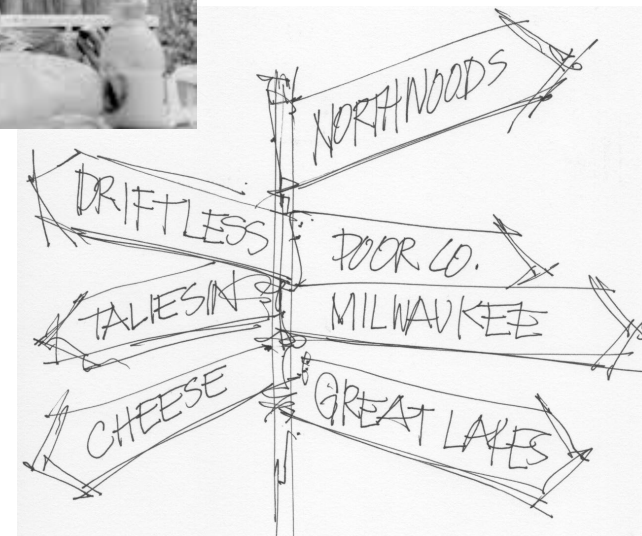 NORTHWOODS
DRIFTLESS
DOOR CO.
TALIESIN
MILWAUKEE
CHEESE
GREAT LAKES